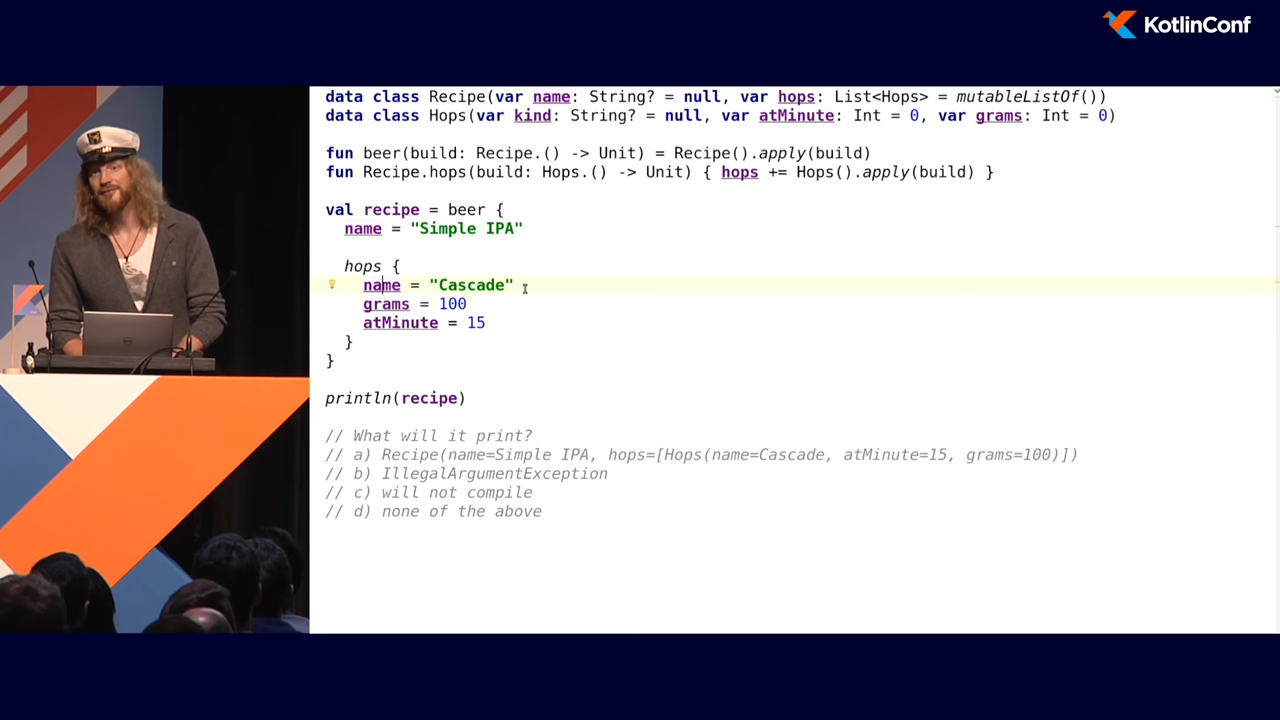 KotlinConf
data class Recipe(var name: String? = null, var hops: List<Hops> = mutableListOf())
data class Hops(var kind: String? = null, var atMinute: Int = 0, var grams: Int = 0)
fun beer(build: Recipe.() -> Unit) = Recipe().apply(build)
fun Recipe.hops(build: Hops.() -> Unit) { hops += Hops().apply(build) }
val recipe = beer {
name = "Simple IPA"
hops {
name = "Cascade"
grams = 100
atMinute = 15
}
}
println(recipe)
// What will it print?
// a) Recipe(name=Simple IPA, hops=[Hops(name=Cascade, atMinute=15, grams=100)])
// b) IllegalArgumentException
// c) will not compile
// d) none of the above